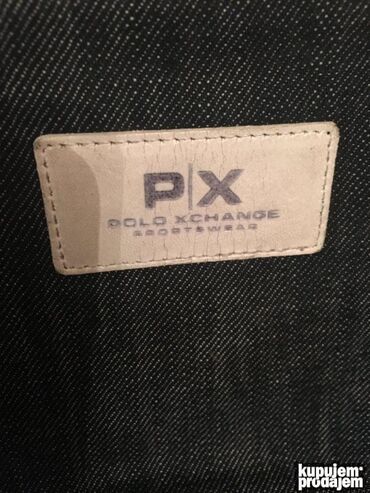 P|X
POLO XCHANGE
SPORTSWEAR
kupujem
prodajem